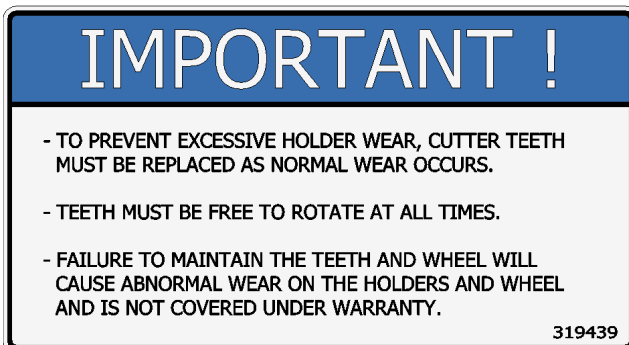 IMPORTANT !
- TO PREVENT EXCESSIVE HOLDER WEAR, CUTTER TEETH
MUST BE REPLACED AS NORMAL WEAR OCCURS.
- TEETH MUST BE FREE TO ROTATE AT ALL TIMES.
- FAILURE TO MAINTAIN THE TEETH AND WHEEL WILL
CAUSE ABNORMAL WEAR ON THE HOLDERS AND WHEEL
AND IS NOT COVERED UNDER WARRANTY.
319439